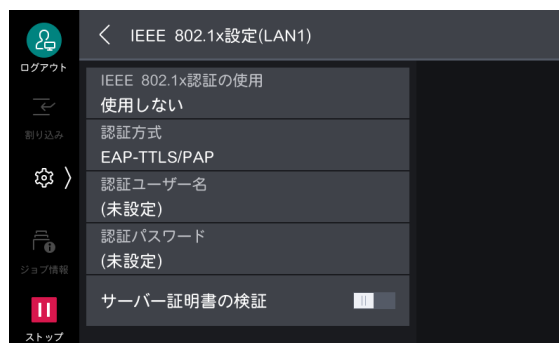 IEEE 802.1x設定(LAN1)
ログアウト
IEEE 802.1x認証の使用
使用しない
割り込み
認証方式
EAP-TTLS/PAP
認証ユーザー名
(未設定)
認証パスワード
(未設定)
ジョブ情報
サーバー証明書の検証
ストップ